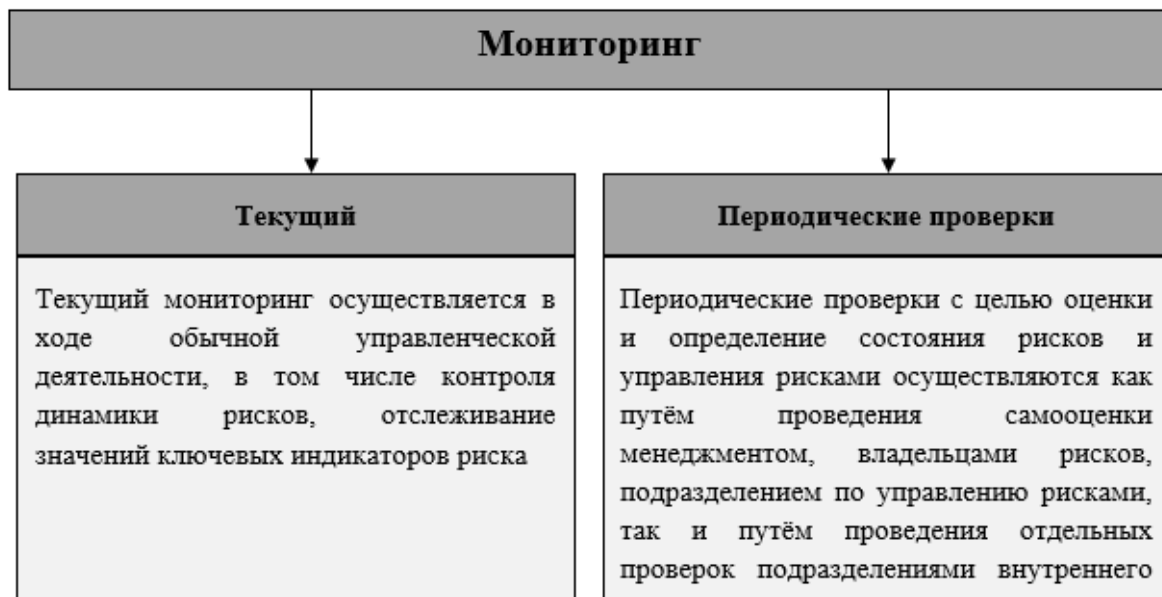 Мониторинг
Текущий
Текущий мониторинг осуществляется в
ходе обычной управленческой
деятельности, в том числе контроля
динамики рисков, отслеживание
значений ключевых индикаторов риска
Периодические проверки
Периодические проверки с целью оценки
и определение состояния рисков и
управления рисками осуществляются как
путём проведения самооценки
менеджментом, владельцами рисков,
подразделением по управлению рисками,
так и путём проведения отдельных
проверок подразделениями внутреннего